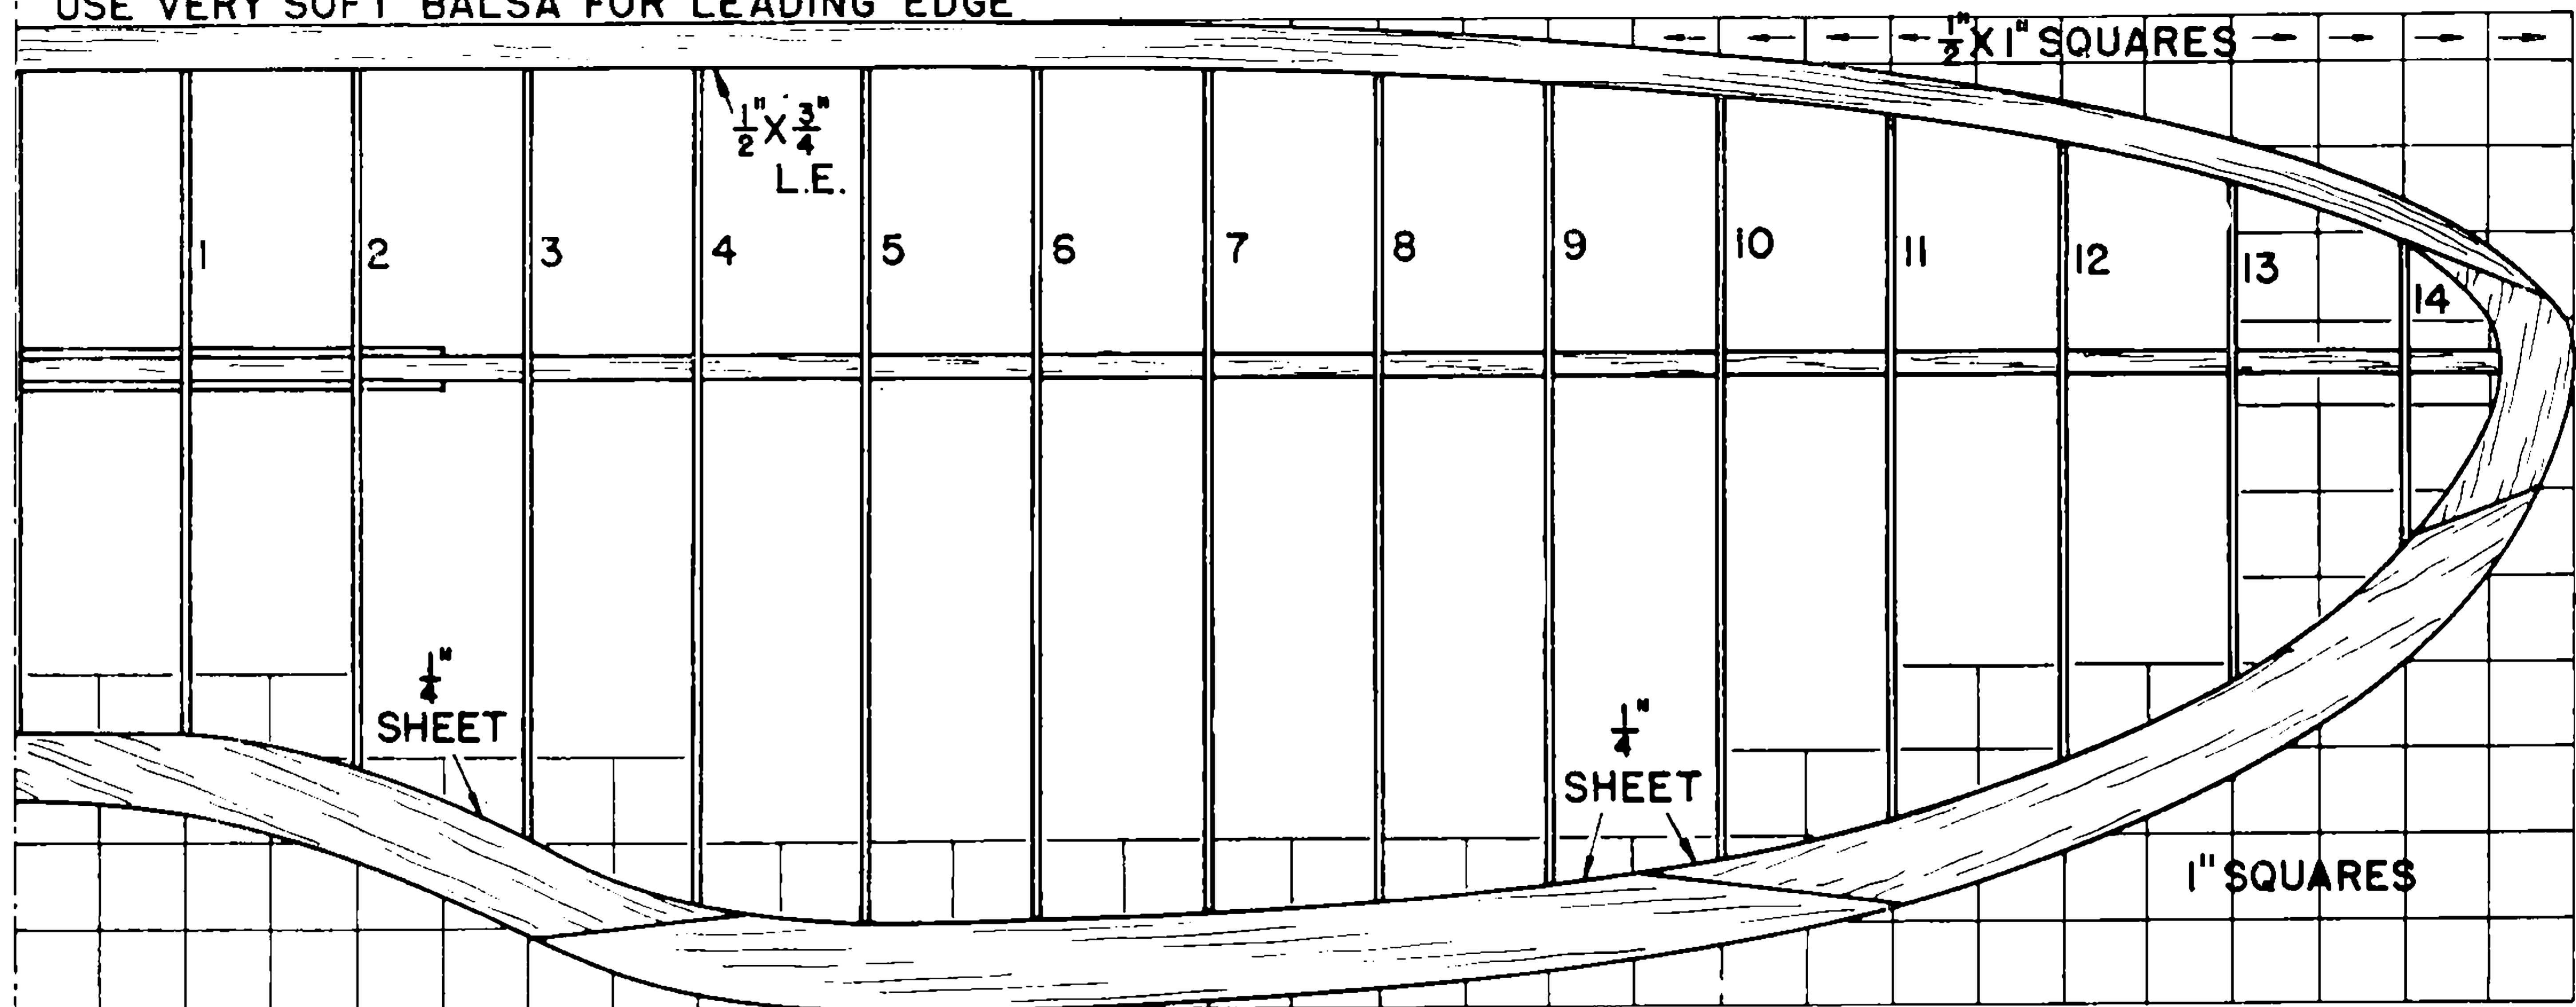 USE VERY SOFT BALSA FOR LEADING EDGE
1/2" X 1" SQUARES
1/2" X 3/4"
L.E.
1 2 3 4 5 6 7 8 9 10 11 12 13 14
1/4"
SHEET
1/4"
SHEET
1" SQUARES